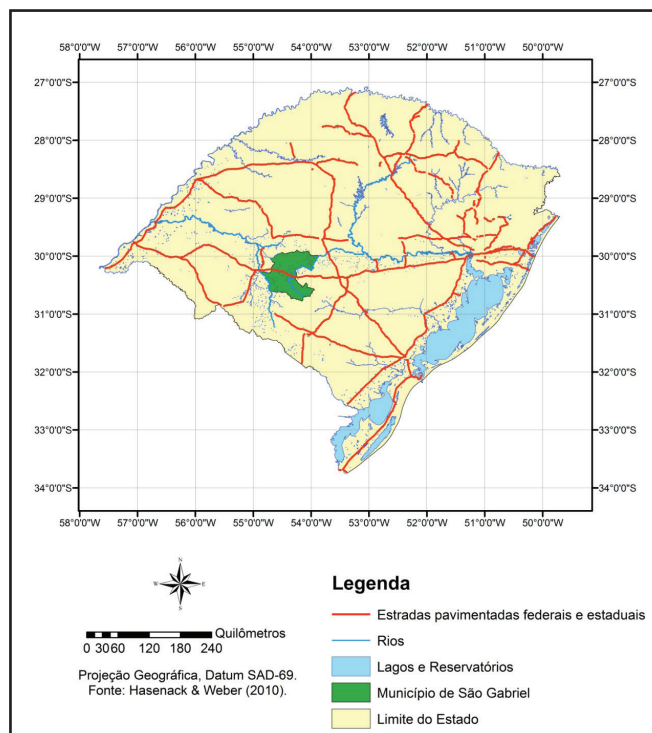 58°0'0"W 57°0'0"W 56°0'0"W 55°0'0"W 54°0'0"W 53°0'0"W 52°0'0"W 51°0'0"W 50°0'0"W
27°0'0"S 27°0'0"S
28°0'0"S 28°0'0"S
29°0'0"S 29°0'0"S
30°0'0"S 30°0'0"S
31°0'0"S 31°0'0"S
32°0'0"S 32°0'0"S
33°0'0"S 33°0'0"S
34°0'0"S 34°0'0"S
58°0'0"W 57°0'0"W 56°0'0"W 55°0'0"W 54°0'0"W 53°0'0"W 52°0'0"W 51°0'0"W 50°0'0"W
N
W E
S
Quilômetros
0 30 60 120 180 240
Projeção Geográfica, Datum SAD-69.
Fonte: Hasenack & Weber (2010).
Legenda
Estradas pavimentadas federais e estaduais
Rios
Lagos e Reservatórios
Município de São Gabriel
Limite do Estado